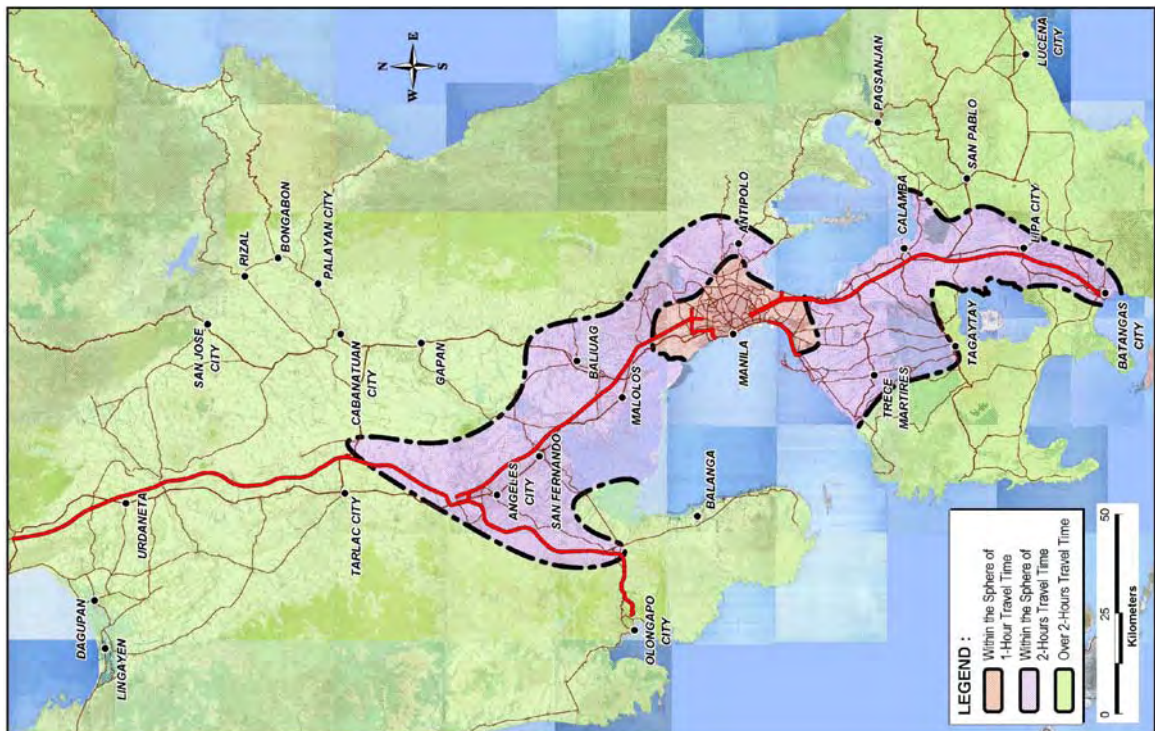 DAGUPAN
LINGAYEN
URDANETA
SAN JOSE
CITY
RIZAL
BONGABON
PALAYAN CITY
TARLAC CITY
CABANATUAN
CITY
N
W
E
S
GAPAN
ANGELES
CITY
SAN FERNANDO
BALIUAG
MALOLOS
OLONGAPO
CITY
BALANGA
MANILA
ANTIPOLO
TRECE
MARTIRES
CALAMBA
PAGSANJAN
TAGAYTAY
SAN PABLO
LIPA CITY
LUCENA
CITY
BATANGAS
CITY
LEGEND :
Within the Sphere of
1-Hour Travel Time
Within the Sphere of
2-Hours Travel Time
Over 2-Hours Travel Time
0
25
50
Kilometers